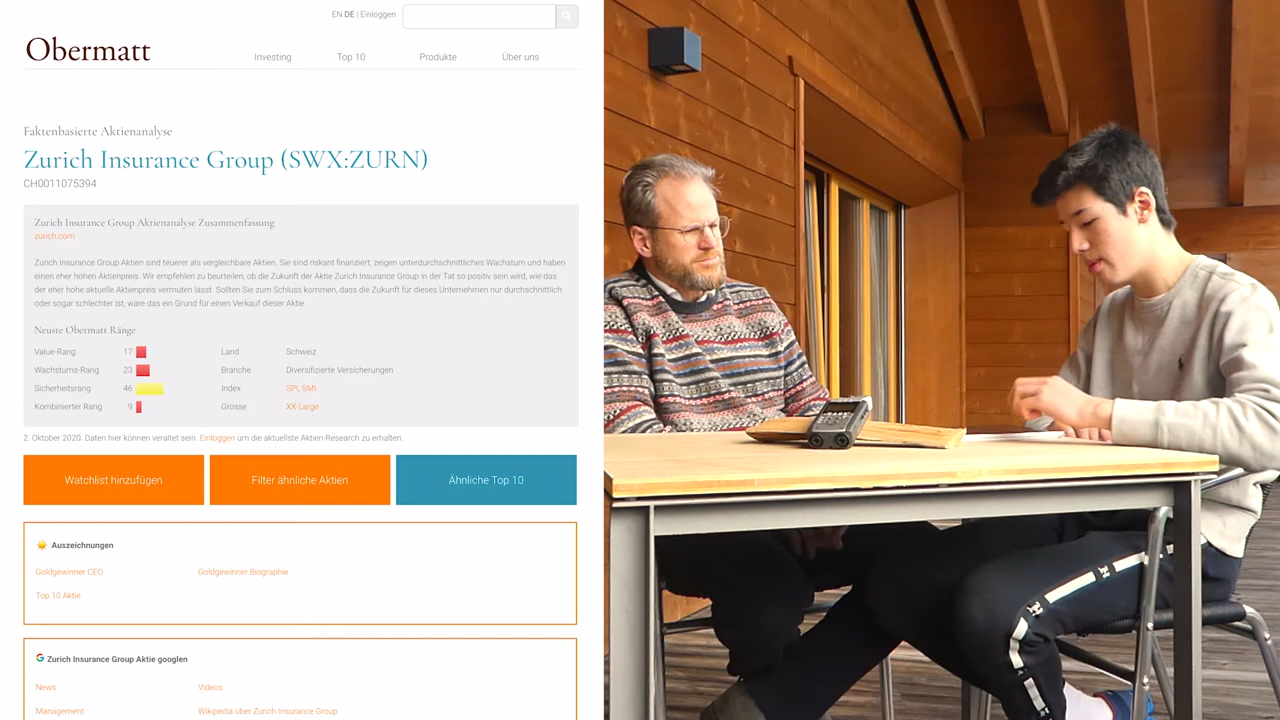 EN DE | Einloggen
Obermatt
Investing Top 10 Produkte Über uns
Faktenbasierte Aktienanalyse
Zurich Insurance Group (SWX:ZURN)
CH0011075394
Zurich Insurance Group Aktienanalyse Zusammenfassung
zurich.com
Zurich Insurance Group Aktien sind teuerer als vergleichbare Aktien. Sie sind riskant finanziert, zeigen unterdurchschnittliches Wachstum und haben
einen eher hohen Aktienpreis. Wir empfehlen zu beurteilen, ob die Zukunft der Aktie Zurich Insurance Group in der Tat so positiv sein wird, wie das
der eher hohe aktuelle Aktienpreis vermuten lässt. Sollten Sie zum Schluss kommen, dass die Zukunft für dieses Unternehmen nur durchschnittlich
oder sogar schlechter ist, wäre das ein Grund für einen Verkauf dieser Aktie.
Neuste Obermatt Ränge
Value-Rang 17 Land Schweiz
Wachstums-Rang 23 Branche Diversifizierte Versicherungen
Sicherheitsrang 46 Index SPI, SMI
Kombinierter Rang 9 Grösse XX-Large
2. Oktober 2020. Daten hier können veraltet sein. Einloggen um die aktuellste Aktien-Research zu erhalten.
Watchlist hinzufügen Filter ähnliche Aktien Ähnliche Top 10
Auszeichnungen
Goldgewinner CEO Goldgewinner Biographie
Top 10 Aktie
Zurich Insurance Group Aktie googlen
News Videos
Management Wikipedia über Zurich Insurance Group